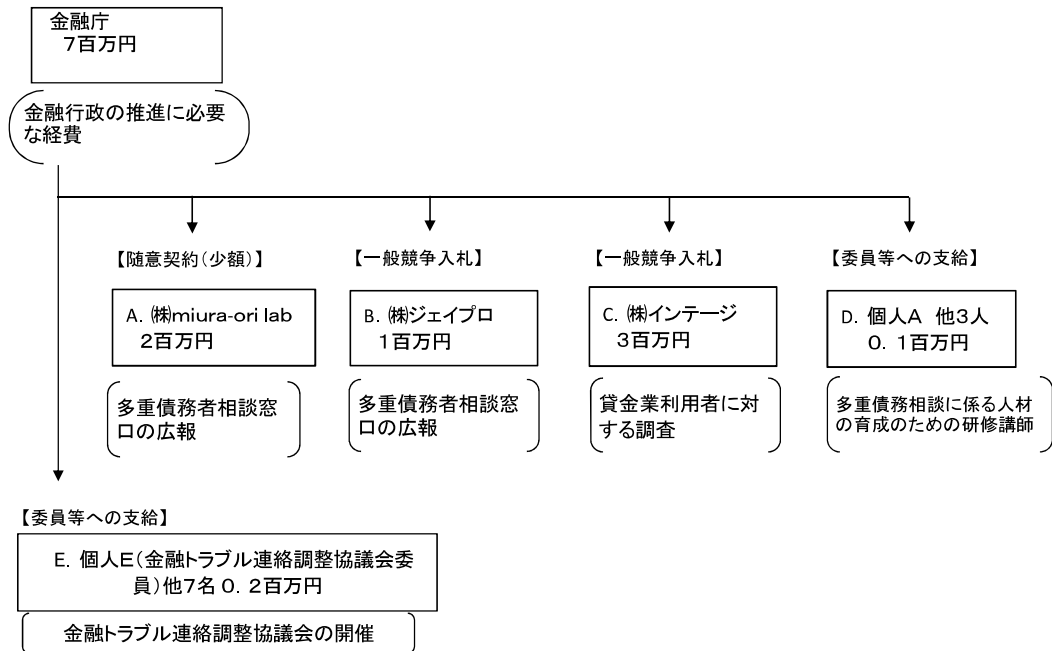 金融庁
7百万円
金融行政の推進に必要
な経費
【随意契約（少額）】
【一般競争入札】
【一般競争入札】
【委員等への支給】
A. ㈱miura-ori lab
2百万円
B. ㈱ジェイプロ
1百万円
C. ㈱インテージ
3百万円
D. 個人A 他3人
0．1百万円
多重債務者相談窓
口の広報
多重債務者相談窓
口の広報
貸金業利用者に対
する調査
多重債務相談に係る人材
の育成のための研修講師
【委員等への支給】
E. 個人E（金融トラブル連絡調整協議会委
員）他7名 0．2百万円
金融トラブル連絡調整協議会の開催